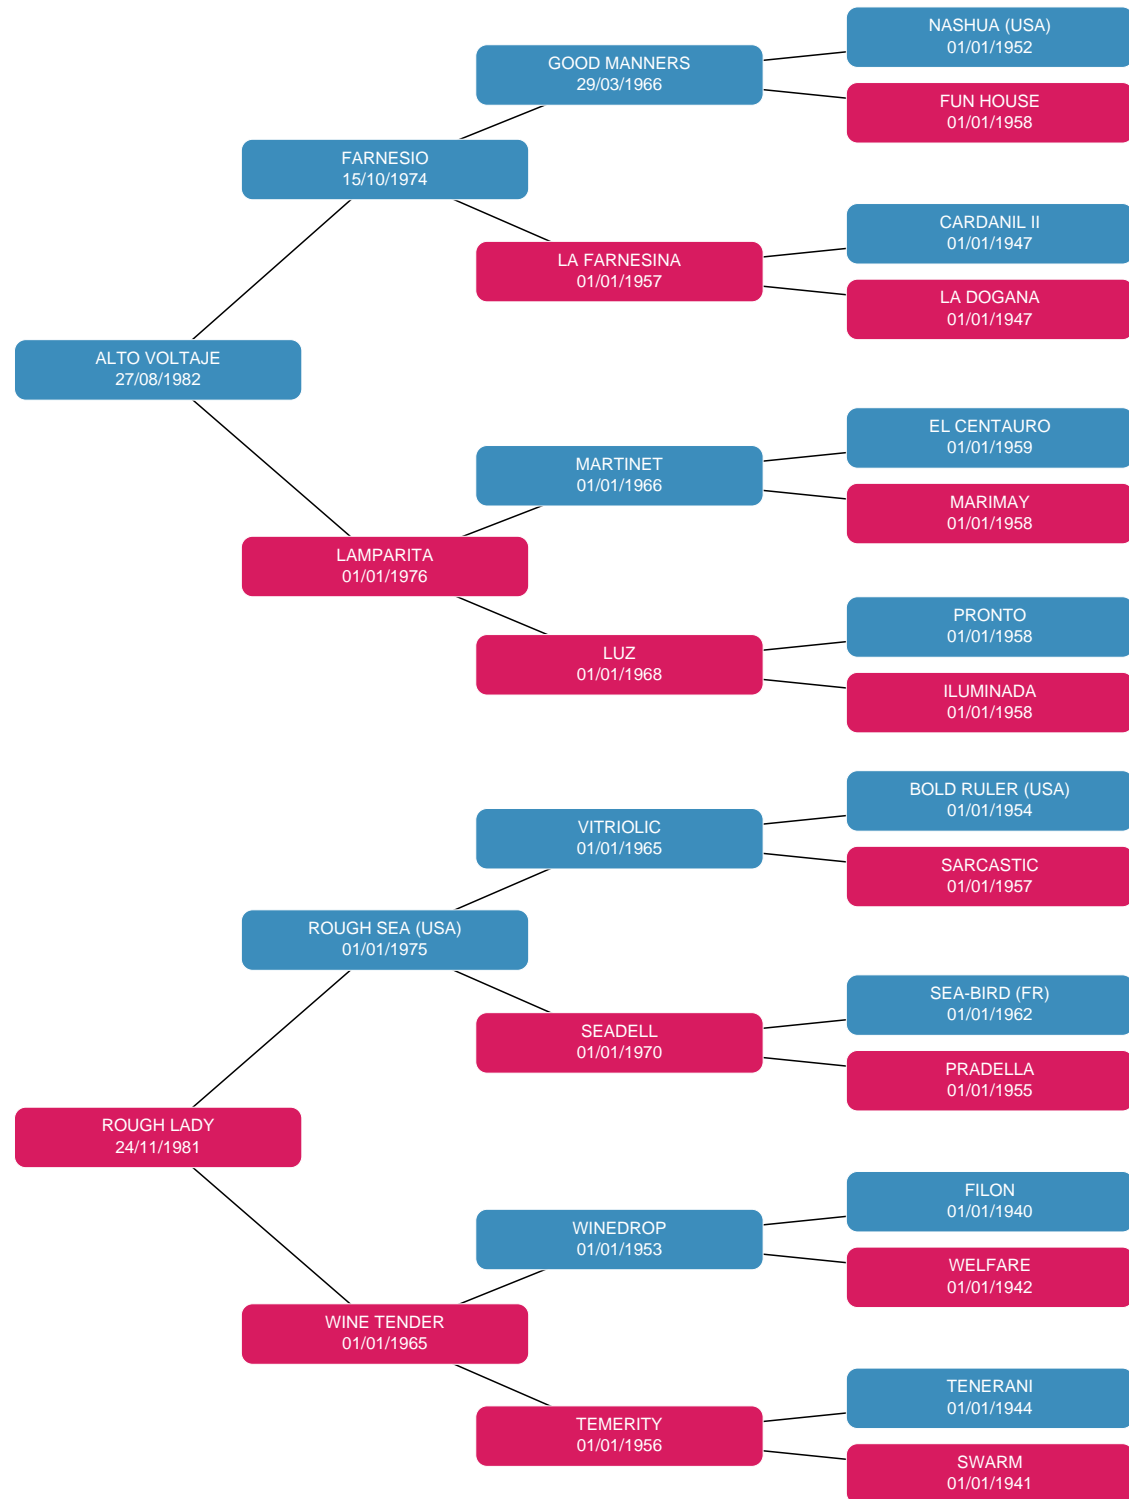 NASHUA (USA)
01/01/1952
GOOD MANNERS
29/03/1966
FUN HOUSE
01/01/1958
FARNESIO
15/10/1974
CARDANIL II
01/01/1947
LA FARNESINA
01/01/1957
LA DOGANA
01/01/1947
ALTO VOLTAJE
27/08/1982
EL CENTAURO
01/01/1959
MARTINET
01/01/1966
MARIMAY
01/01/1958
LAMPARITA
01/01/1976
PRONTO
01/01/1958
LUZ
01/01/1968
ILUMINADA
01/01/1958
BOLD RULER (USA)
01/01/1954
VITRIOLIC
01/01/1965
SARCASTIC
01/01/1957
ROUGH SEA (USA)
01/01/1975
SEA-BIRD (FR)
01/01/1962
SEADELL
01/01/1970
PRADELLA
01/01/1955
ROUGH LADY
24/11/1981
FILON
01/01/1940
WINEDROP
01/01/1953
WELFARE
01/01/1942
WINE TENDER
01/01/1965
TENERANI
01/01/1944
TEMERITY
01/01/1956
SWARM
01/01/1941